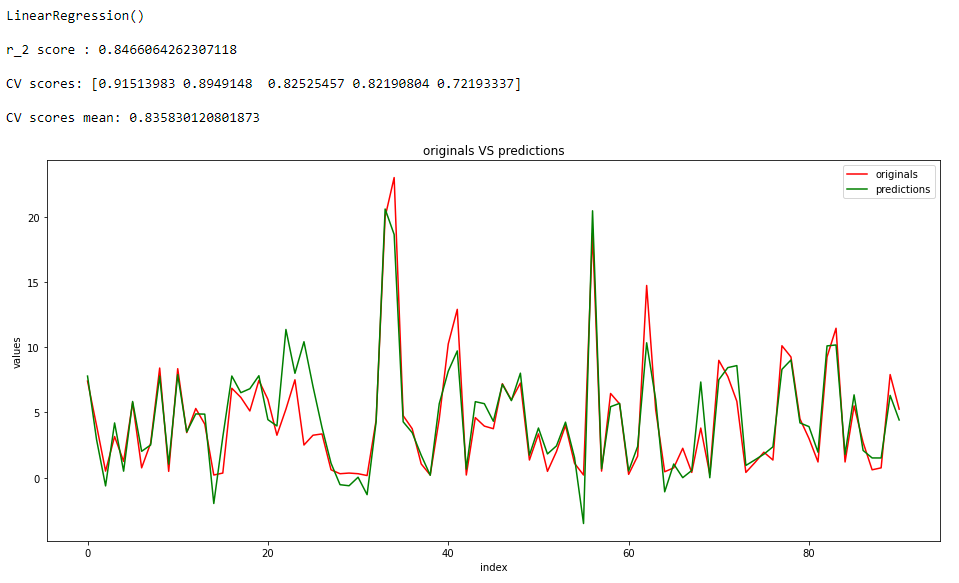 LinearRegression()
r_2 score : 0.8466064262307118
CV scores: [0.91513983 0.8949148  0.82525457 0.82190804 0.72193337]
CV scores mean: 0.835830120801873
originals VS predictions
originals
predictions
20
15
10
5
0
values
0 20 40 60 80
index